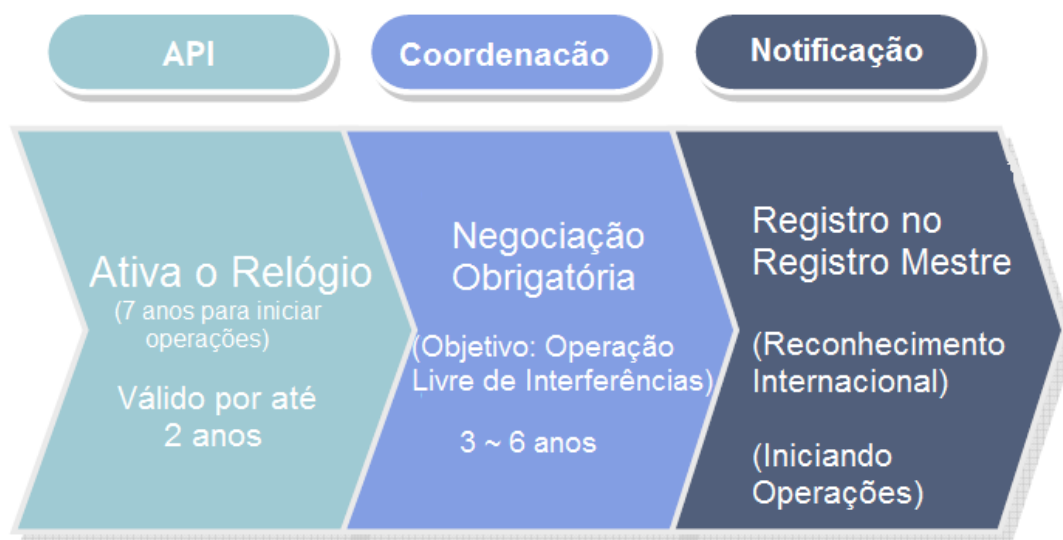 API
Coordenacão
Notificação
Ativa o Relógio
(7 anos para iniciar
operações)
Válido por até
2 anos
Negociação
Obrigatória
(Objetivo: Operação
Livre de Interferências)
3 ~ 6 anos
Registro no
Registro Mestre
(Reconhecimento
Internacional)
(Iniciando
Operações)